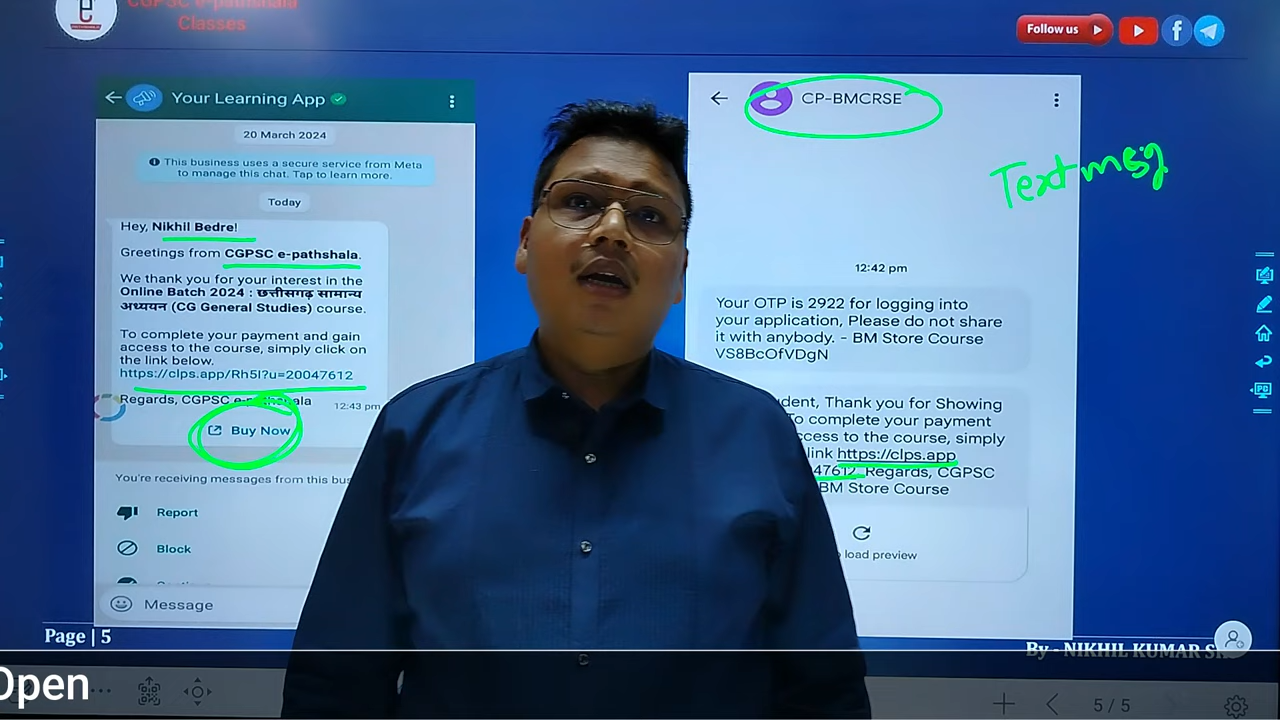 e
CGPSC e-pathshala
Classes
Follow us
Your Learning App
20 March 2024
This business uses a secure service from Meta
to manage this chat. Tap to learn more.
Today
Hey, Nikhil Bedre!
Greetings from CGPSC e-pathshala.
We thank you for your interest in the
Online Batch 2024 : छत्तीसगढ़ सामान्य
अध्ययन (CG General Studies) course.
To complete your payment and gain
access to the course, simply click on
the link below.
https://clps.app/Rh5l?u=20047612
Regards, CGPSC e-pathshala
12:43 pm
Buy Now
You're receiving messages from this bus
Report
Block
Message
CP-BMCRSE
Text msg
12:42 pm
Your OTP is 2922 for logging into
your application, Please do not share
it with anybody. - BM Store Course
VS8BcOfVDgN
dent, Thank you for Showing
To complete your payment
ccess to the course, simply
link https://clps.app
47612 Regards, CGPSC
BM Store Course
load preview
Page | 5
By - NIKHIL KUMAR S
Open
5 / 5